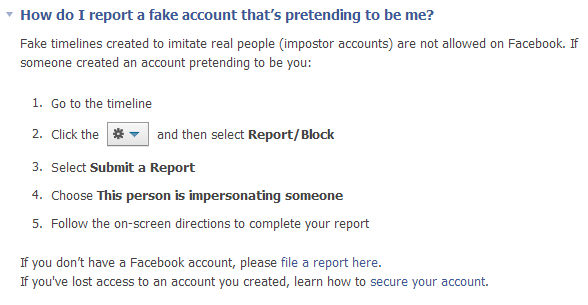 How do I report a fake account that’s pretending to be me?
Fake timelines created to imitate real people (impostor accounts) are not allowed on Facebook. If
someone created an account pretending to be you:
1. Go to the timeline
2. Click the and then select Report/Block
3. Select Submit a Report
4. Choose This person is impersonating someone
5. Follow the on-screen directions to complete your report
If you don’t have a Facebook account, please file a report here.
If you've lost access to an account you created, learn how to secure your account.